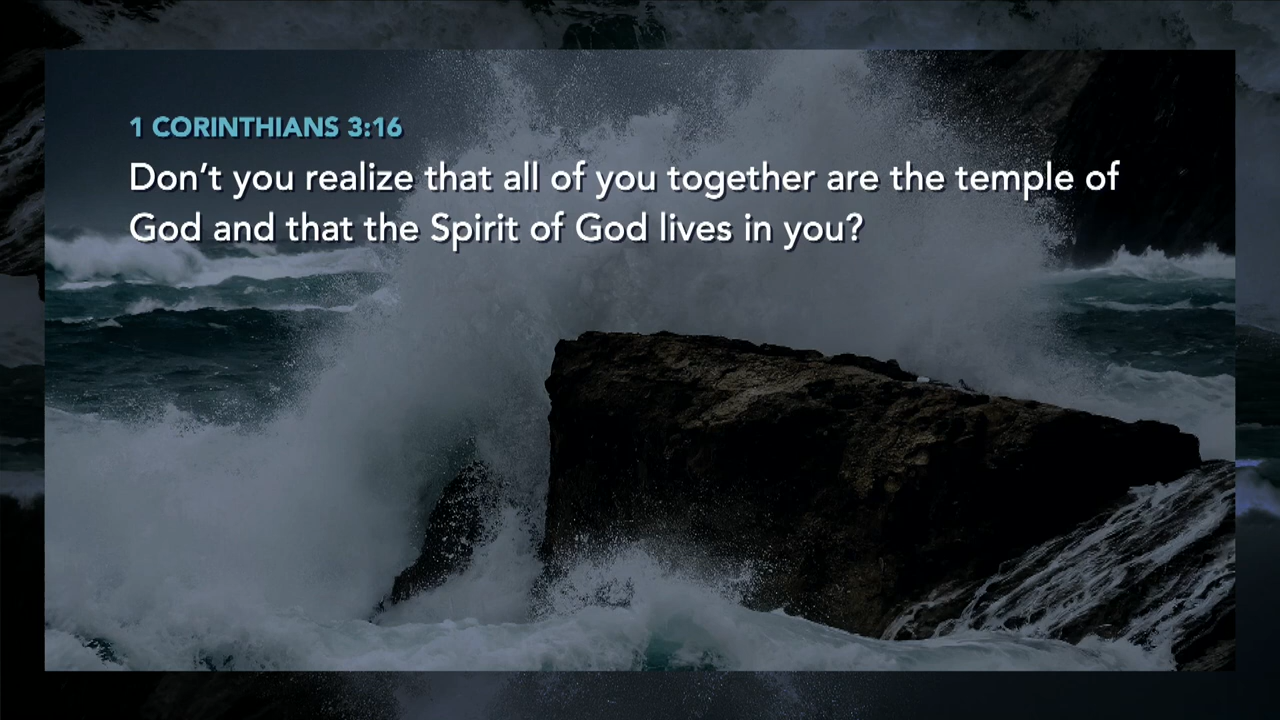 1 CORINTHIANS 3:16
Don’t you realize that all of you together are the temple of
God and that the Spirit of God lives in you?